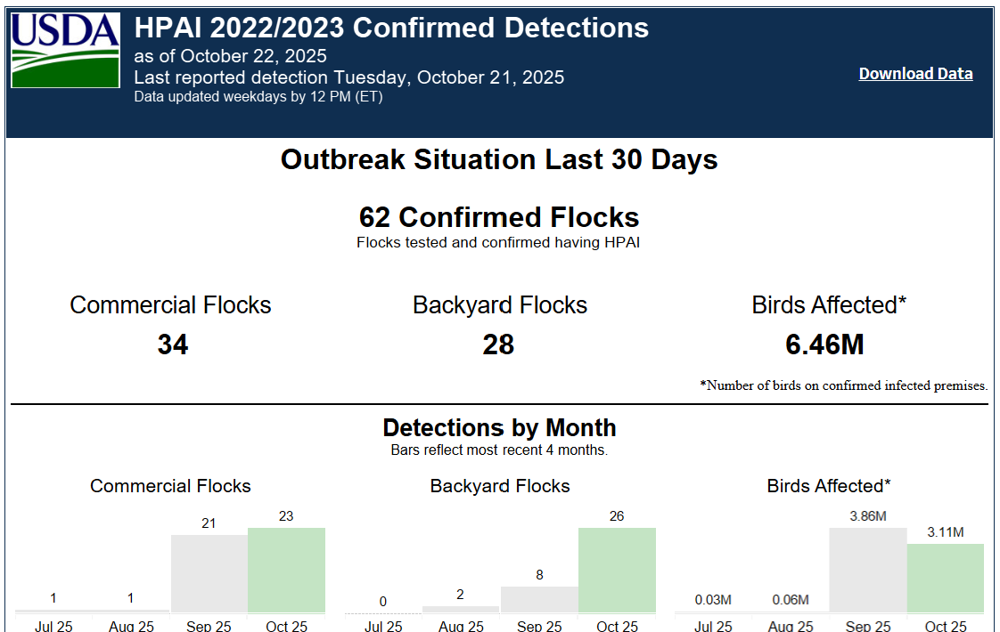 USDA
HPAI 2022/2023 Confirmed Detections
as of October 22, 2025
Last reported detection Tuesday, October 21, 2025
Data updated weekdays by 12 PM (ET)
Download Data
Outbreak Situation Last 30 Days
62 Confirmed Flocks
Flocks tested and confirmed having HPAI
Commercial Flocks
34
Backyard Flocks
28
Birds Affected*
6.46M
*Number of birds on confirmed infected premises.
Detections by Month
Bars reflect most recent 4 months.
Commercial Flocks
1 1 21 23
Jul 25 Aug 25 Sep 25 Oct 25
Backyard Flocks
0 2 8 26
Jul 25 Aug 25 Sep 25 Oct 25
Birds Affected*
0.03M 0.06M 3.86M 3.11M
Jul 25 Aug 25 Sep 25 Oct 25